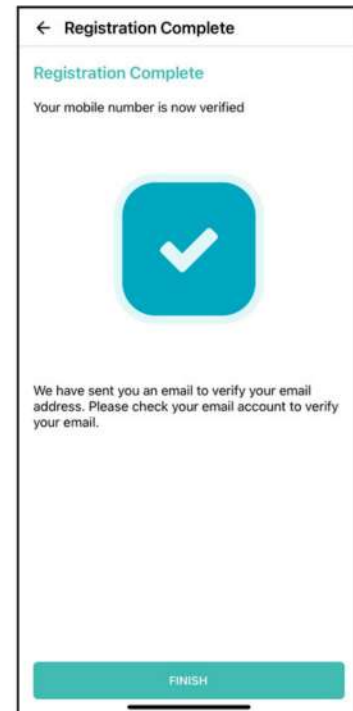 ← Registration Complete
Registration Complete
Your mobile number is now verified
We have sent you an email to verify your email
address. Please check your email account to verify
your email.
FINISH